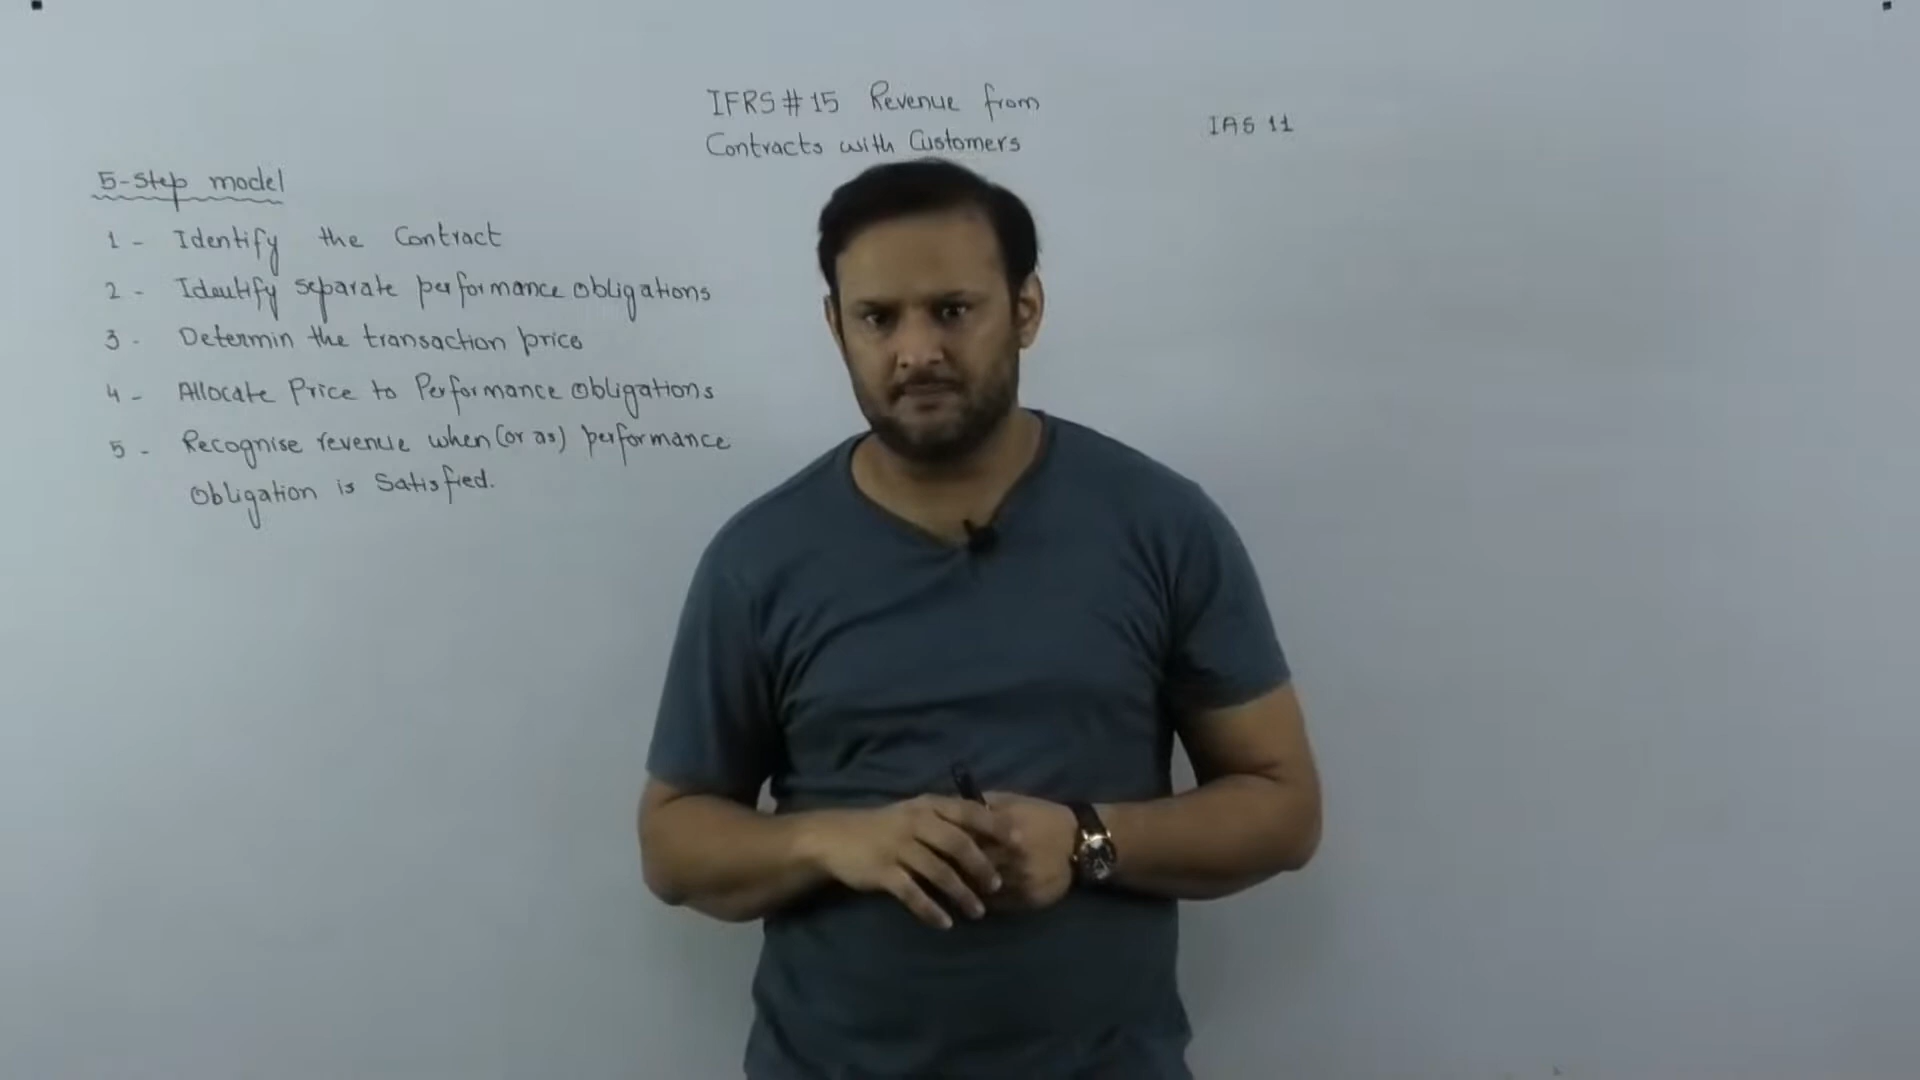 IFRS # 15 Revenue from
Contracts with Customers
IAS 11
5-Step model
1 - Identify the Contract
2 - Identify separate performance obligations
3 - Determin the transaction price
4 - Allocate Price to Performance obligations
5 - Recognise revenue when (or as) performance
obligation is Satisfied.